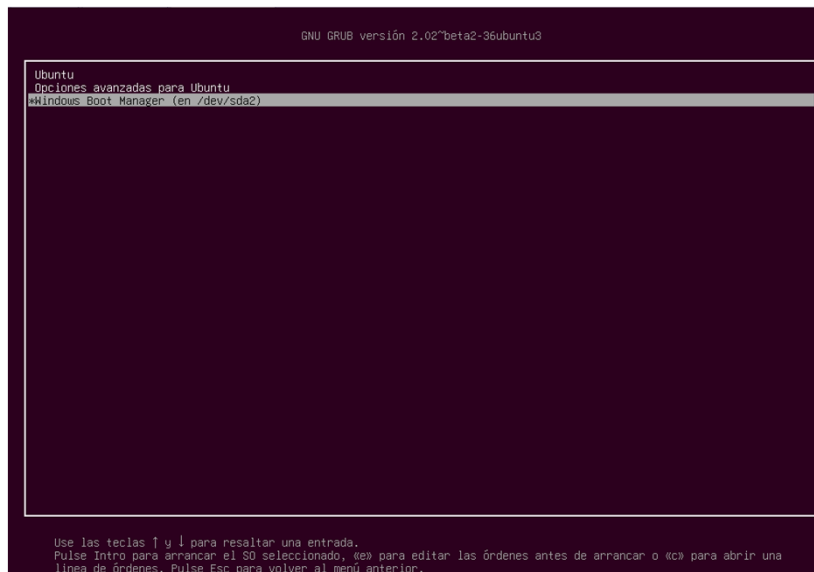 GNU GRUB versión 2.02~beta2-36ubuntu3
Ubuntu
Opciones avanzadas para Ubuntu
*Windows Boot Manager (en /dev/sda2)
Use las teclas ↑ y ↓ para resaltar una entrada.
Pulse Intro para arrancar el SO seleccionado, «e» para editar las órdenes antes de arrancar o «c» para abrir una
línea de órdenes. Pulse Esc para volver al menú anterior.